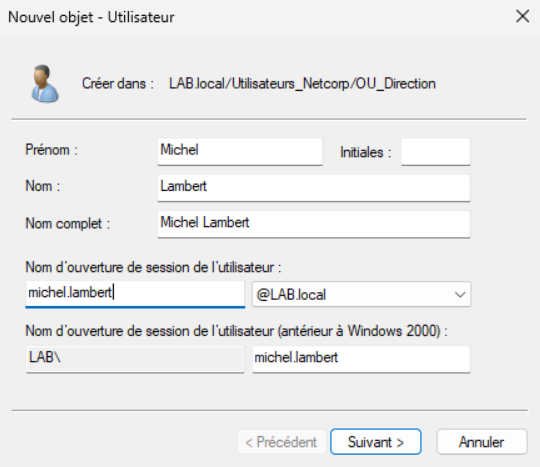 Nouvel objet - Utilisateur
Créer dans : LAB.local/Utilisateurs_Netcorp/OU_Direction
Prénom : Michel Initiales :
Nom : Lambert
Nom complet : Michel Lambert
Nom d'ouverture de session de l'utilisateur :
michel.lambert @LAB.local
Nom d'ouverture de session de l'utilisateur (antérieur à Windows 2000) :
LAB\ michel.lambert
< Précédent Suivant > Annuler